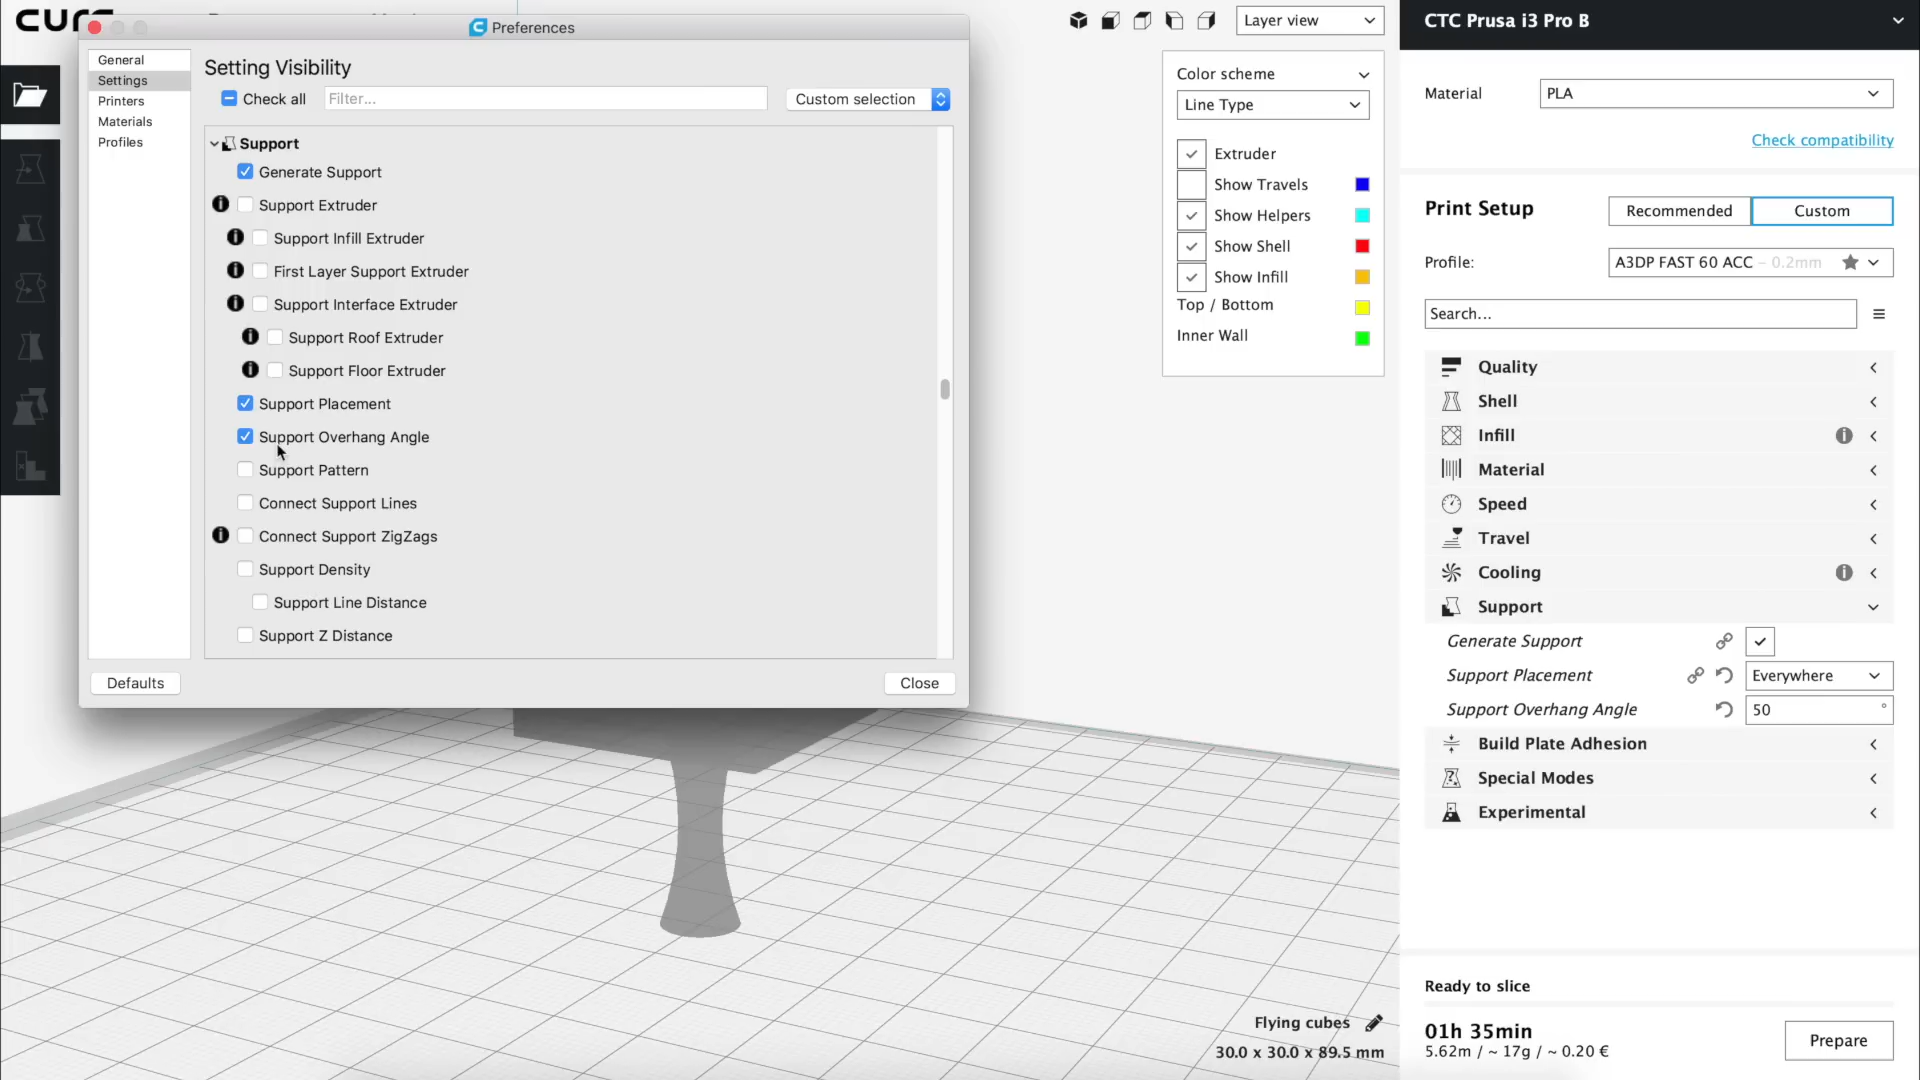 Preferences
General
Settings
Printers
Materials
Profiles
Setting Visibility
Check all
Filter...
Custom selection
Support
Generate Support
Support Extruder
Support Infill Extruder
First Layer Support Extruder
Support Interface Extruder
Support Roof Extruder
Support Floor Extruder
Support Placement
Support Overhang Angle
Support Pattern
Connect Support Lines
Connect Support ZigZags
Support Density
Support Line Distance
Support Z Distance
Defaults
Close
Layer view
Color scheme
Line Type
Extruder
Show Travels
Show Helpers
Show Shell
Show Infill
Top / Bottom
Inner Wall
Flying cubes
30.0 x 30.0 x 89.5 mm
CTC Prusa i3 Pro B
Material PLA
Check compatibility
Print Setup Recommended Custom
Profile: A3DP FAST 60 ACC - 0.2mm
Search...
Quality
Shell
Infill
Material
Speed
Travel
Cooling
Support
Generate Support
Support Placement Everywhere
Support Overhang Angle 50 °
Build Plate Adhesion
Special Modes
Experimental
Ready to slice
01h 35min
5.62m / ~ 17g / ~ 0.20 €
Prepare